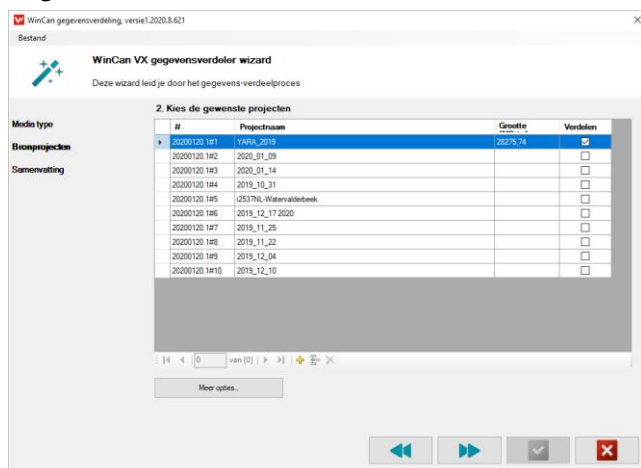 WinCan gegevensverdeling, versie1.2020.8.621
Bestand
WinCan VX gegevensverdeler wizard
Deze wizard leid je door het gegevens-verdeelproces
2. Kies de gewenste projecten
Media type
Bronprojecten
Samenvatting
# Projectnaam Grootte Verdelen
20200120.1#1 YARA_2019 28275,74
20200120.1#2 2020_01_09
20200120.1#3 2020_01_14
20200120.1#4 2019_10_31
20200120.1#5 i2537NL-Watervalderbeek
20200120.1#6 2019_12_17 2020
20200120.1#7 2019_11_25
20200120.1#8 2019_11_22
20200120.1#9 2019_12_04
20200120.1#10 2019_12_10
0 van {0}
Meer opties..